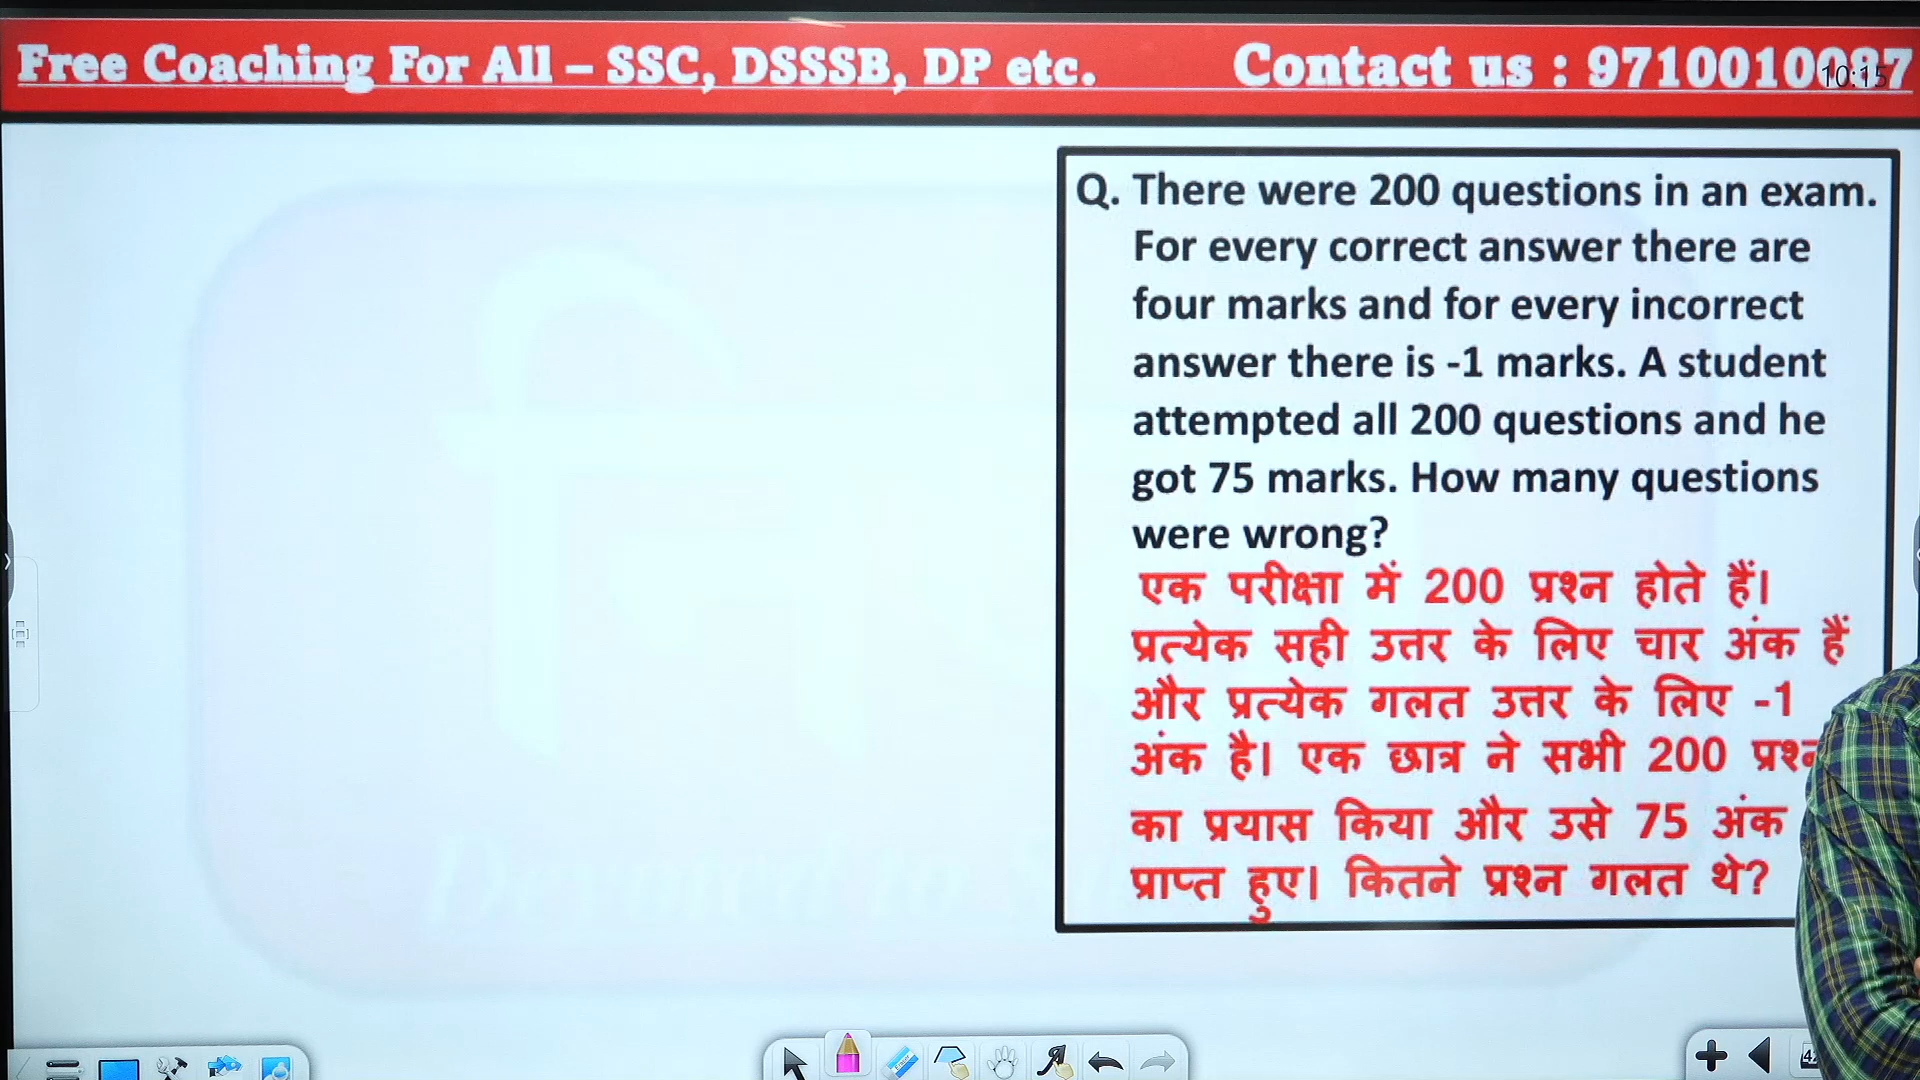 Free Coaching For All – SSC, DSSSB, DP etc. Contact us : 9710010087
10:15
Q. There were 200 questions in an exam.
For every correct answer there are
four marks and for every incorrect
answer there is -1 marks. A student
attempted all 200 questions and he
got 75 marks. How many questions
were wrong?
एक परीक्षा में 200 प्रश्न होते हैं।
प्रत्येक सही उत्तर के लिए चार अंक हैं
और प्रत्येक गलत उत्तर के लिए -1
अंक है। एक छात्र ने सभी 200
का प्रयास किया और उसे 75 अंक
प्राप्त हुए। कितने प्रश्न गलत थे?